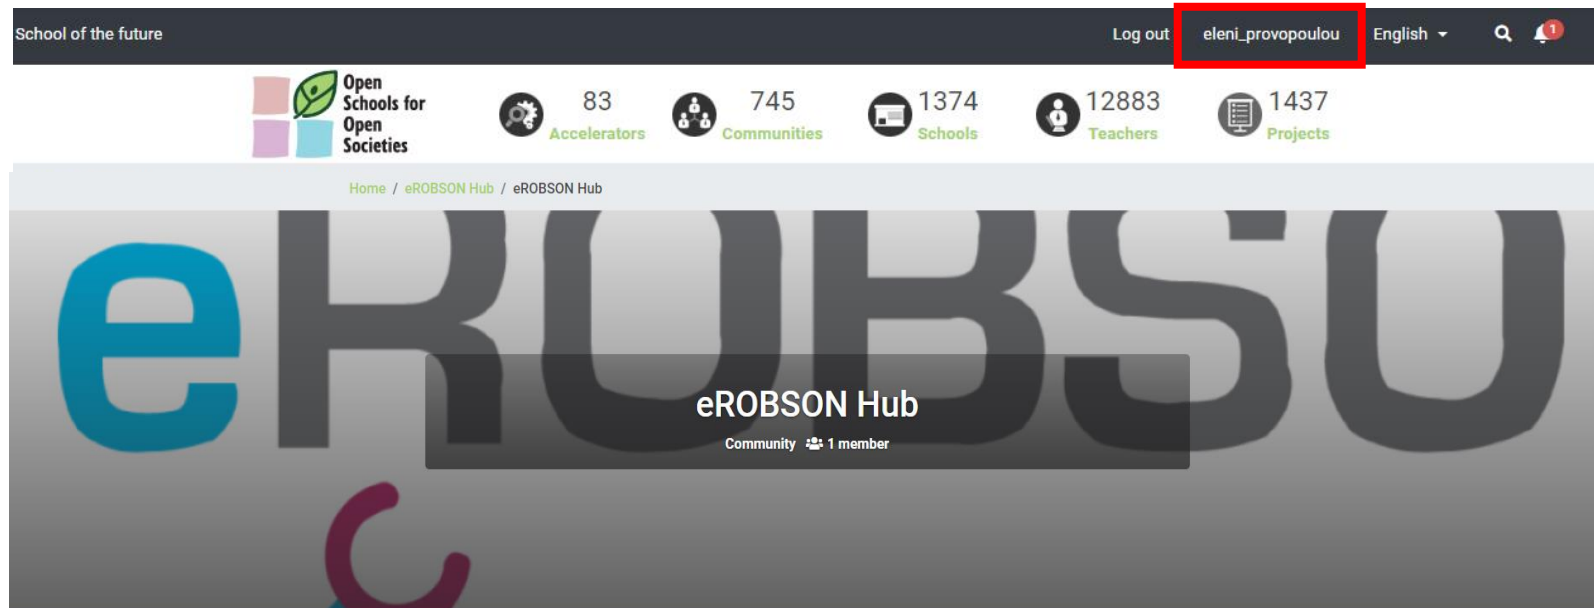 School of the future
Log out eleni_provopoulou English 1
Open
Schools for
Open
Societies
83
Accelerators
745
Communities
1374
Schools
12883
Teachers
1437
Projects
Home / eROBSON Hub / eROBSON Hub
eROBSO
eROBSON Hub
Community 1 member